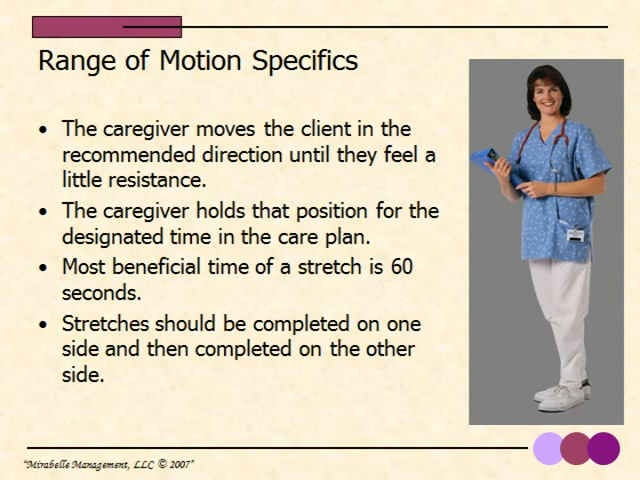 Range of Motion Specifics
• The caregiver moves the client in the
recommended direction until they feel a
little resistance.
• The caregiver holds that position for the
designated time in the care plan.
• Most beneficial time of a stretch is 60
seconds.
• Stretches should be completed on one
side and then completed on the other
side.
"Mirabelle Management, LLC © 2007"